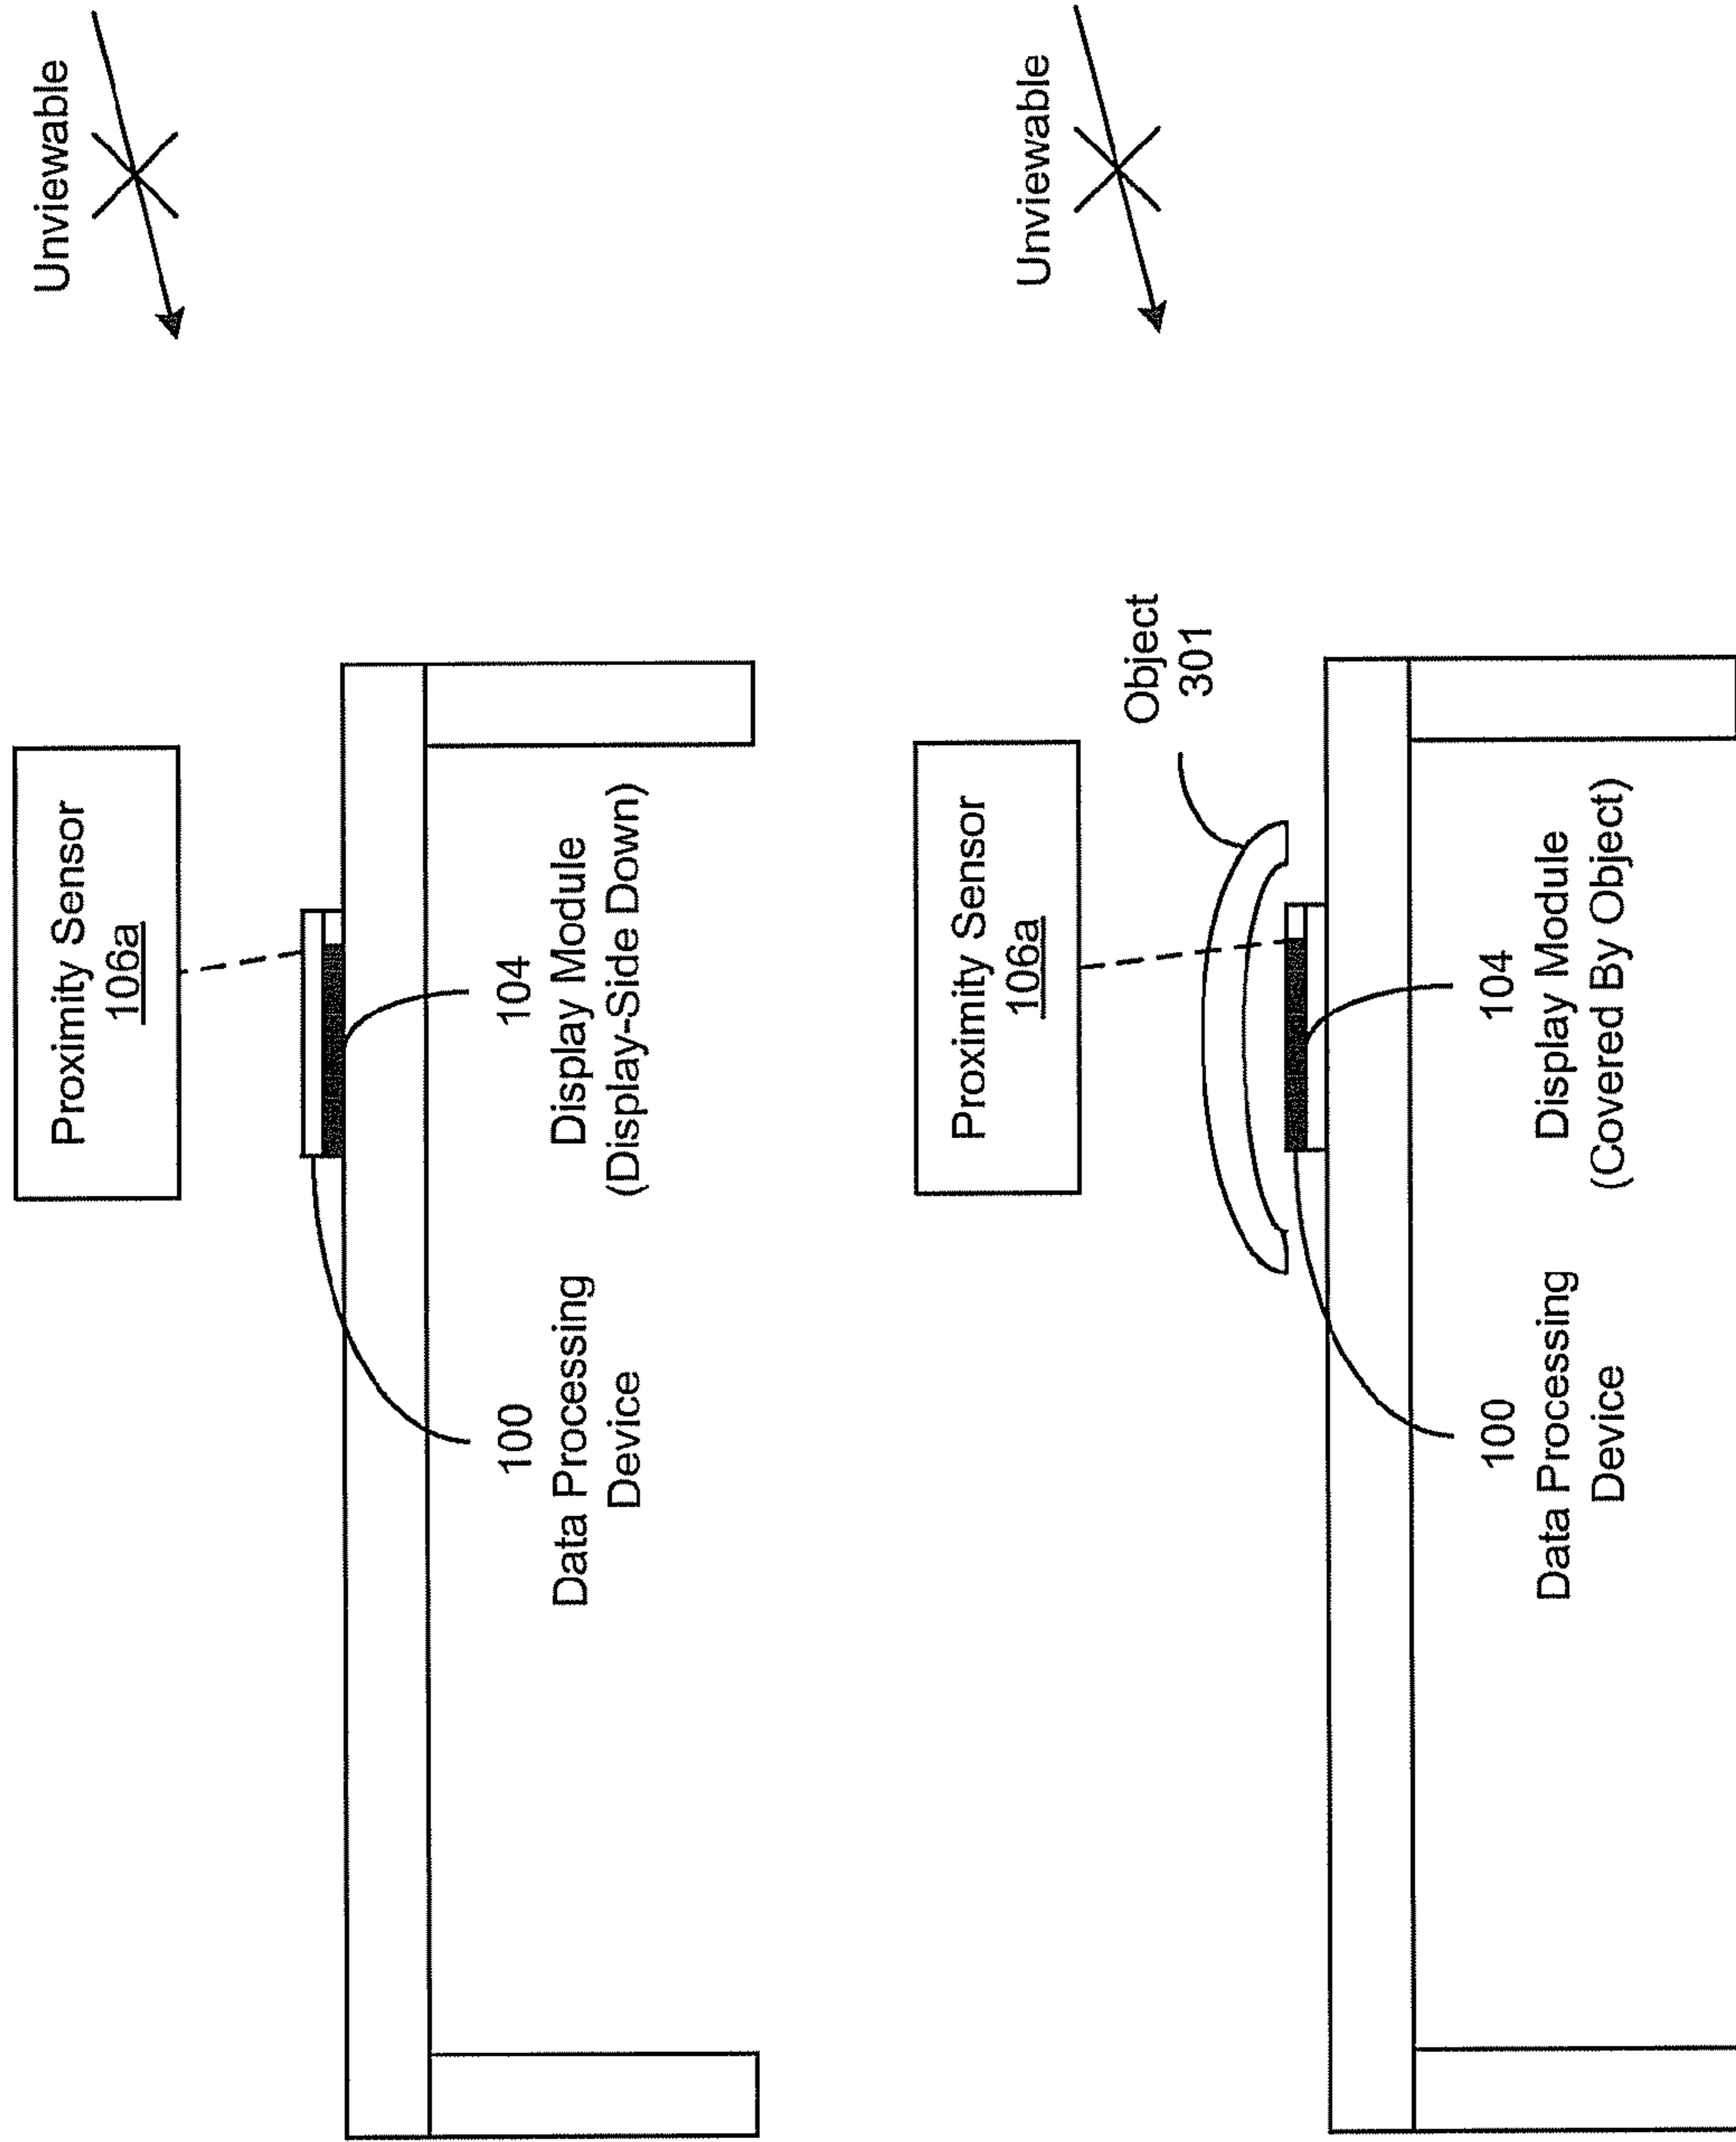 Unviewable
Proximity Sensor
106a
100
Data Processing
Device
104
Display Module
(Display-Side Down)
Unviewable
Object
301
Proximity Sensor
106a
100
Data Processing
Device
104
Display Module
(Covered By Object)